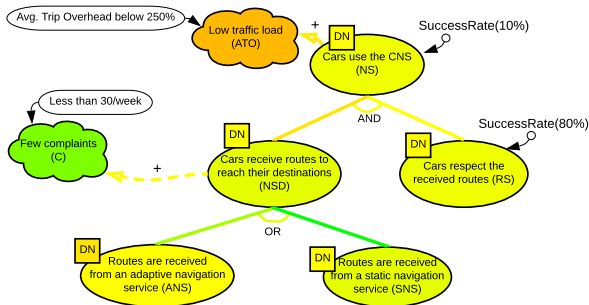 Avg. Trip Overhead below 250%
Low traffic load
(ATO)
+
DN
SuccessRate(10%)
Cars use the CNS
(NS)
Less than 30/week
AND
SuccessRate(80%)
Few complaints
(C)
DN
Cars receive routes to
reach their destinations
(NSD)
DN
Cars respect the
received routes (RS)
+
OR
DN
Routes are received
from an adaptive navigation
service (ANS)
DN
Routes are received
from a static navigation
service (SNS)